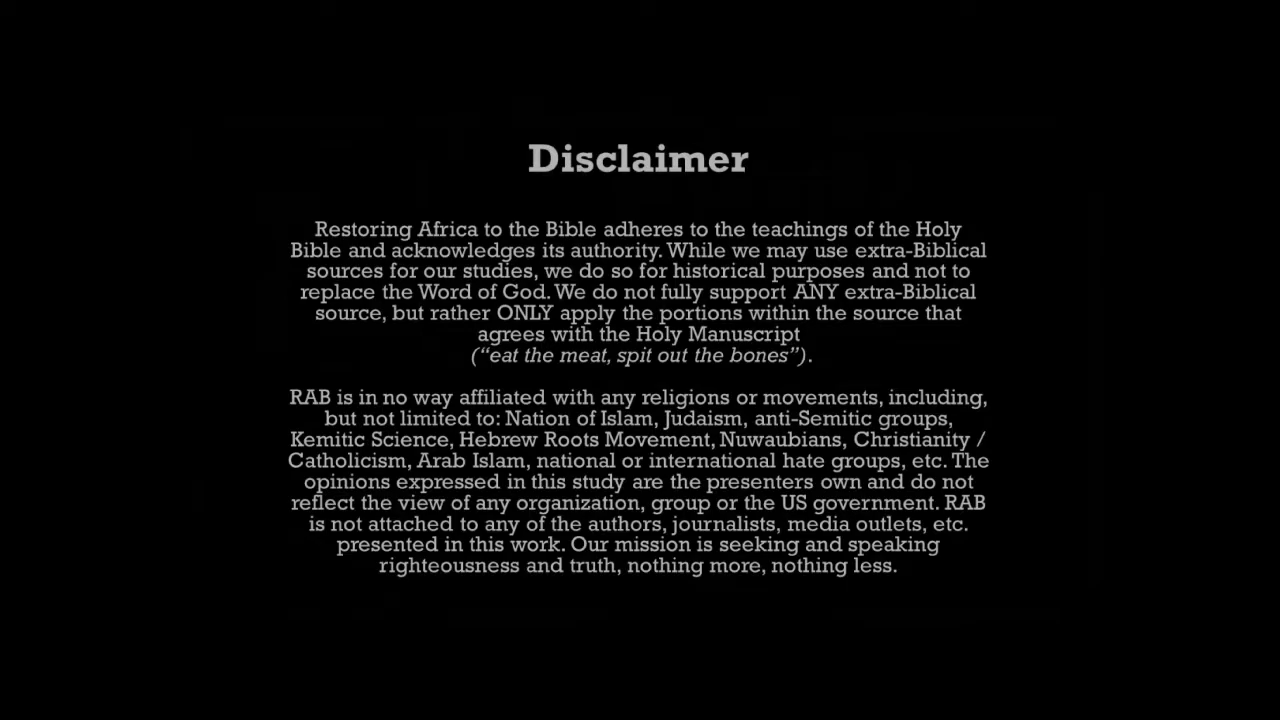 Disclaimer
Restoring Africa to the Bible adheres to the teachings of the Holy
Bible and acknowledges its authority. While we may use extra-Biblical
sources for our studies, we do so for historical purposes and not to
replace the Word of God. We do not fully support ANY extra-Biblical
source, but rather ONLY apply the portions within the source that
agrees with the Holy Manuscript
(“eat the meat, spit out the bones”).
RAB is in no way affiliated with any religions or movements, including,
but not limited to: Nation of Islam, Judaism, anti-Semitic groups,
Kemitic Science, Hebrew Roots Movement, Nuwaubians, Christianity /
Catholicism, Arab Islam, national or international hate groups, etc. The
opinions expressed in this study are the presenters own and do not
reflect the view of any organization, group or the US government. RAB
is not attached to any of the authors, journalists, media outlets, etc.
presented in this work. Our mission is seeking and speaking
righteousness and truth, nothing more, nothing less.